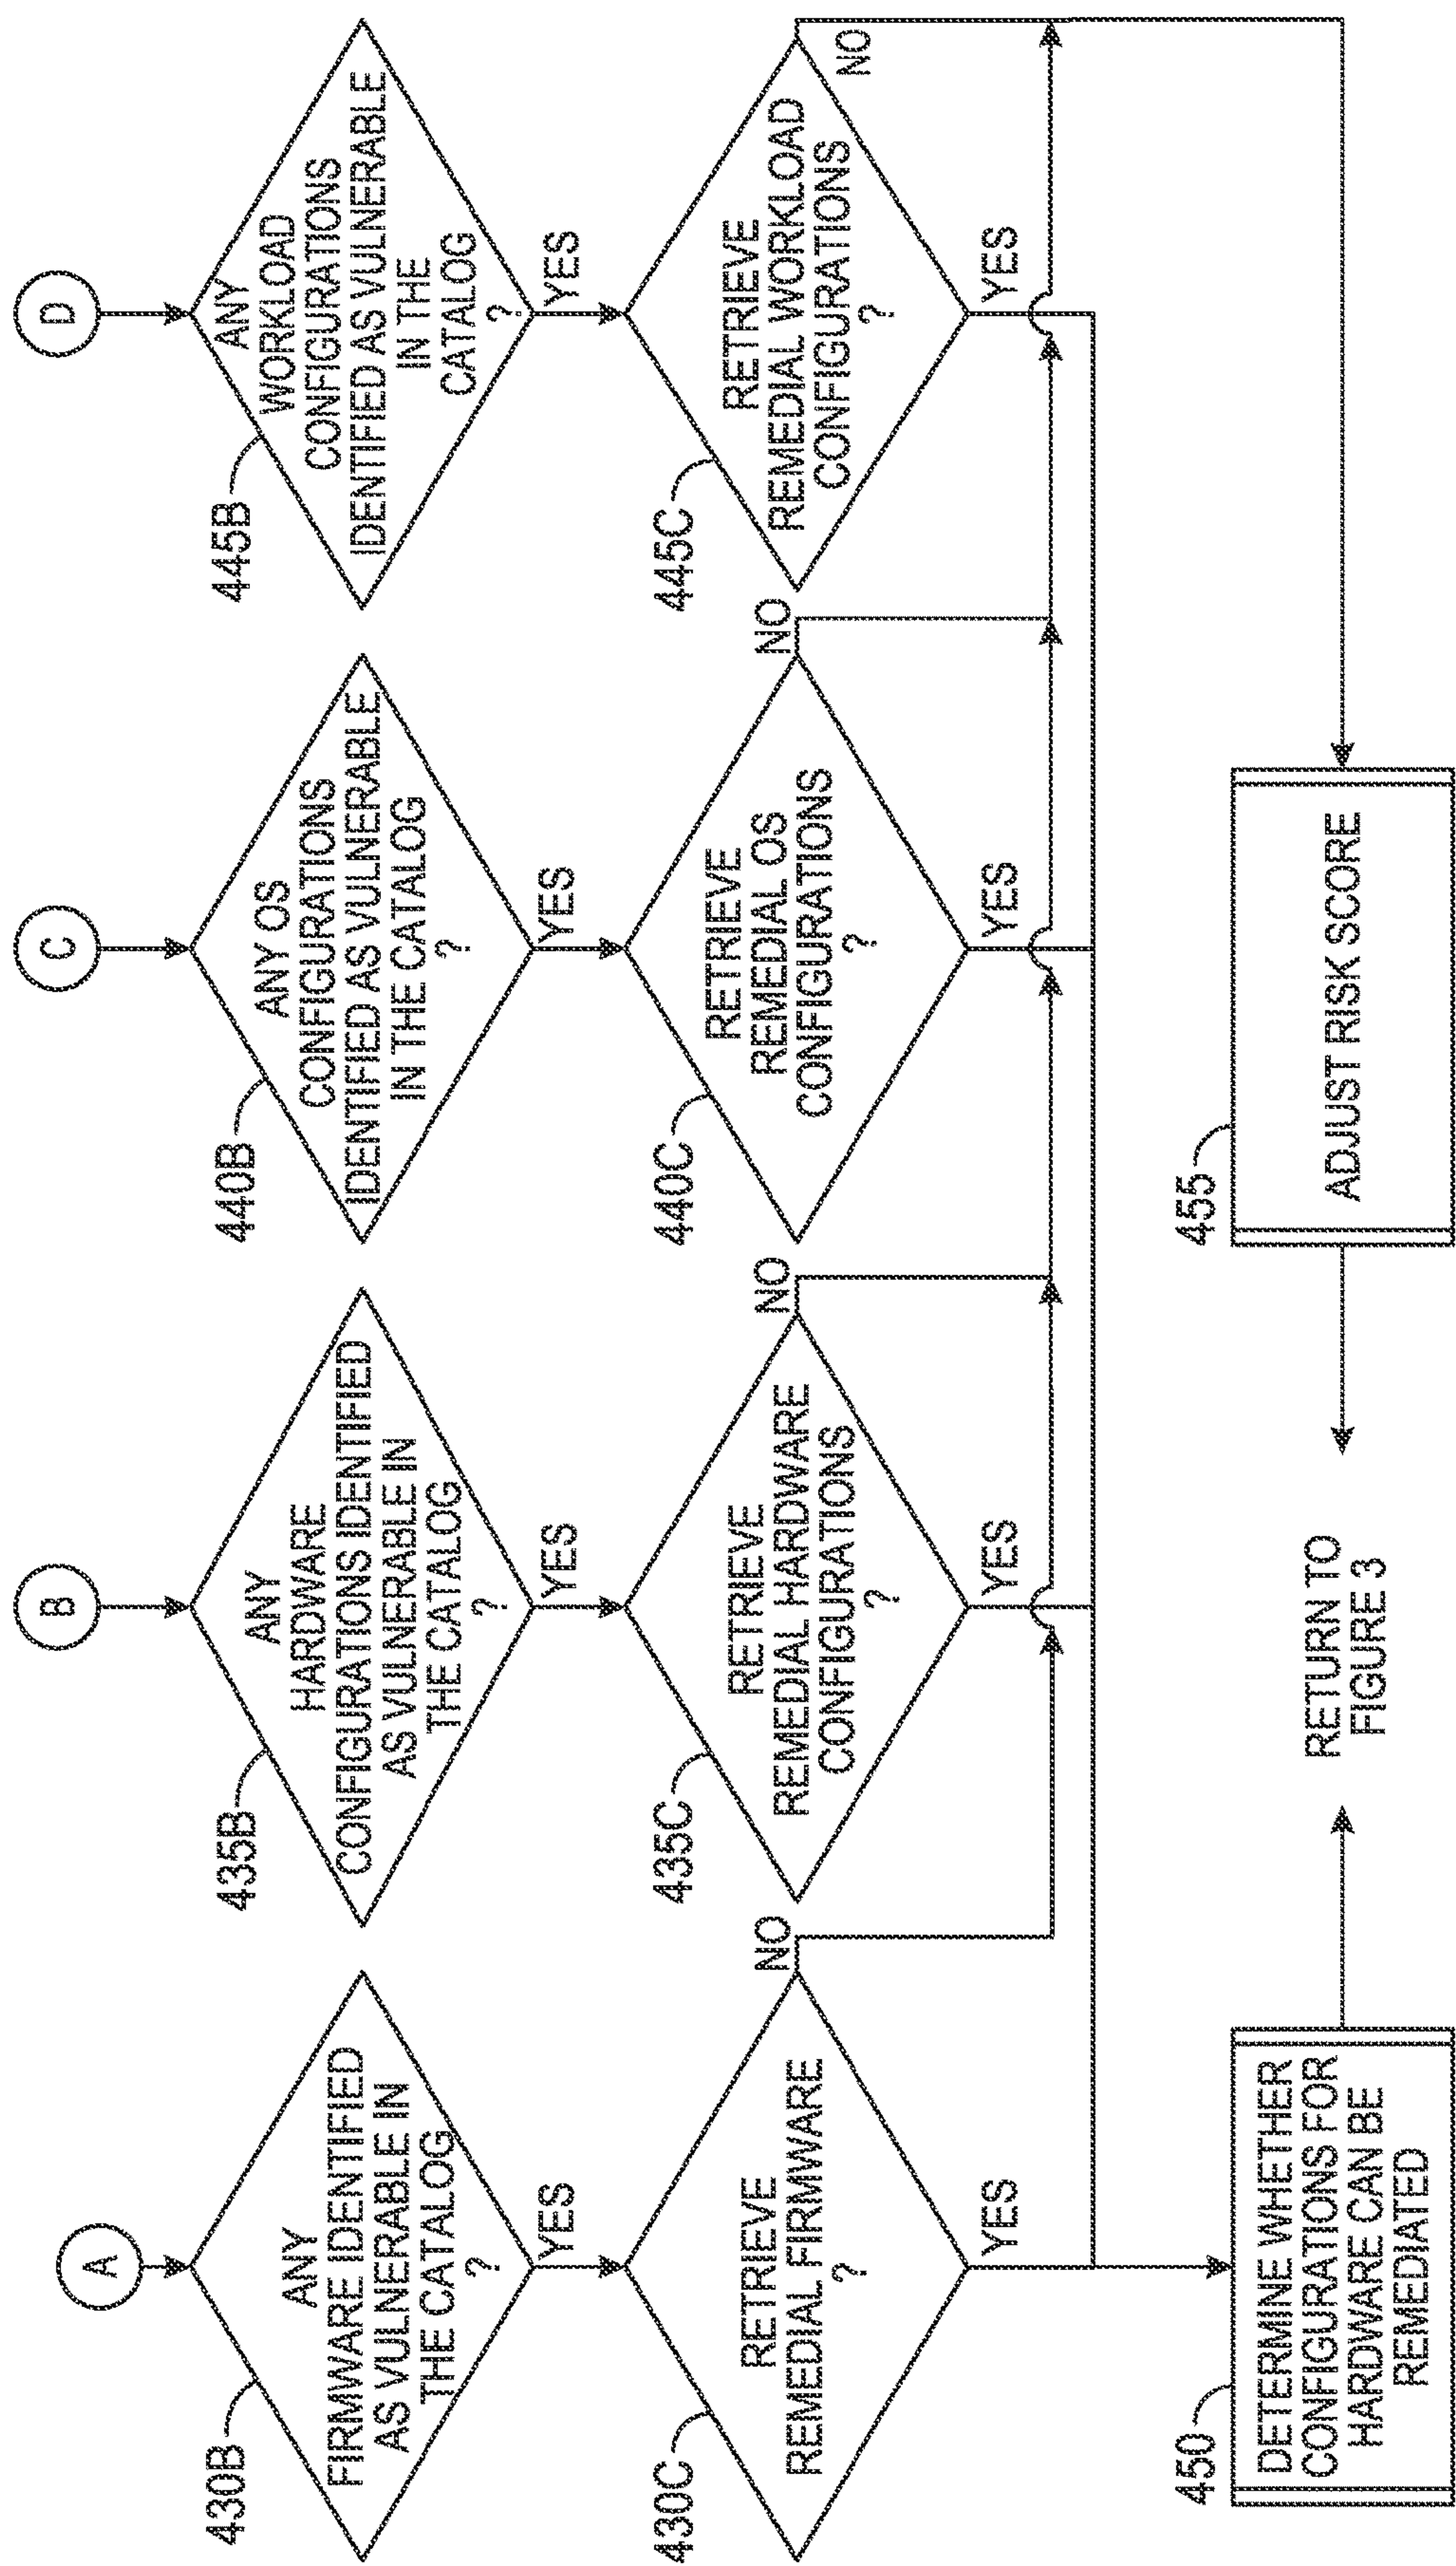 A
430B
ANY
FIRMWARE IDENTIFIED
AS VULNERABLE IN
THE CATALOG
?
YES
430C
RETRIEVE
REMEDIAL FIRMWARE
?
NO
YES
B
435B
ANY
HARDWARE
CONFIGURATIONS IDENTIFIED
AS VULNERABLE IN
THE CATALOG
?
YES
435C
RETRIEVE
REMEDIAL HARDWARE
CONFIGURATIONS
?
NO
YES
C
440B
ANY OS
CONFIGURATIONS
IDENTIFIED AS VULNERABLE
IN THE CATALOG
?
YES
440C
RETRIEVE
REMEDIAL OS
CONFIGURATIONS
?
NO
YES
D
445B
ANY
WORKLOAD
CONFIGURATIONS
IDENTIFIED AS VULNERABLE
IN THE
CATALOG
?
YES
445C
RETRIEVE
REMEDIAL WORKLOAD
CONFIGURATIONS
?
NO
YES
450
DETERMINE WHETHER
CONFIGURATIONS FOR
HARDWARE CAN BE
REMEDIATED
RETURN TO
FIGURE 3
455
ADJUST RISK SCORE